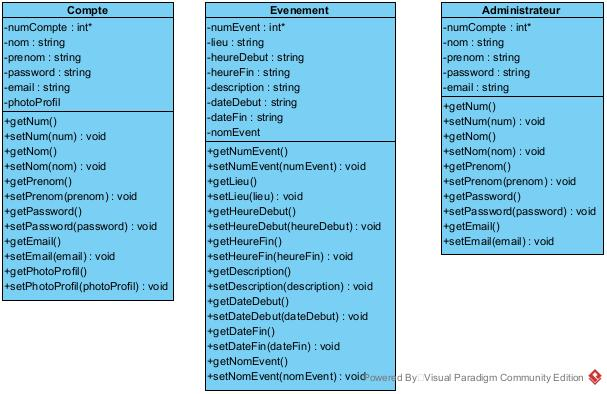 Compte
-numCompte : int*
-nom : string
-prenom : string
-password : string
-email : string
-photoProfil
+getNum()
+setNum(num) : void
+getNom()
+setNom(nom) : void
+getPrenom()
+setPrenom(prenom) : void
+getPassword()
+setPassword(password) : void
+getEmail()
+setEmail(email) : void
+getPhotoProfil()
+setPhotoProfil(photoProfil) : void
Evenement
-numEvent : int*
-lieu : string
-heureDebut : string
-heureFin : string
-description : string
-dateDebut : string
-dateFin : string
-nomEvent
+getNumEvent()
+setNumEvent(numEvent) : void
+getLieu()
+setLieu(lieu) : void
+getHeureDebut()
+setHeureDebut(heureDebut) : void
+getHeureFin()
+setHeureFin(heureFin) : void
+getDescription()
+setDescription(description) : void
+getDateDebut()
+setDateDebut(dateDebut) : void
+getDateFin()
+setDateFin(dateFin) : void
+getNomEvent()
+setNomEvent(nomEvent) : void
Administrateur
-numCompte : int*
-nom : string
-prenom : string
-password : string
-email : string
+getNum()
+setNum(num) : void
+getNom()
+setNom(nom) : void
+getPrenom()
+setPrenom(prenom) : void
+getPassword()
+setPassword(password) : void
+getEmail()
+setEmail(email) : void
Powered By Visual Paradigm Community Edition